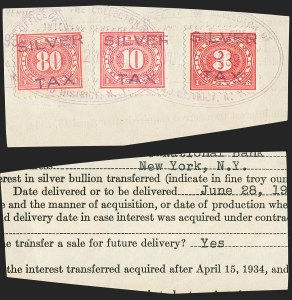 SILVER SILVER SILVER
80 10 3
TAX TAX TAX
National Bank
New York, N.Y.
erest in silver bullion transferred (indicate in fine troy oun
Date delivered or to be delivered June 28, 19
e and the manner of acquisition, or date of production whe
nd delivery date in case interest was acquired under contrac
he transfer a sale for future delivery? Yes
the interest transferred acquired after April 15, 1934, and